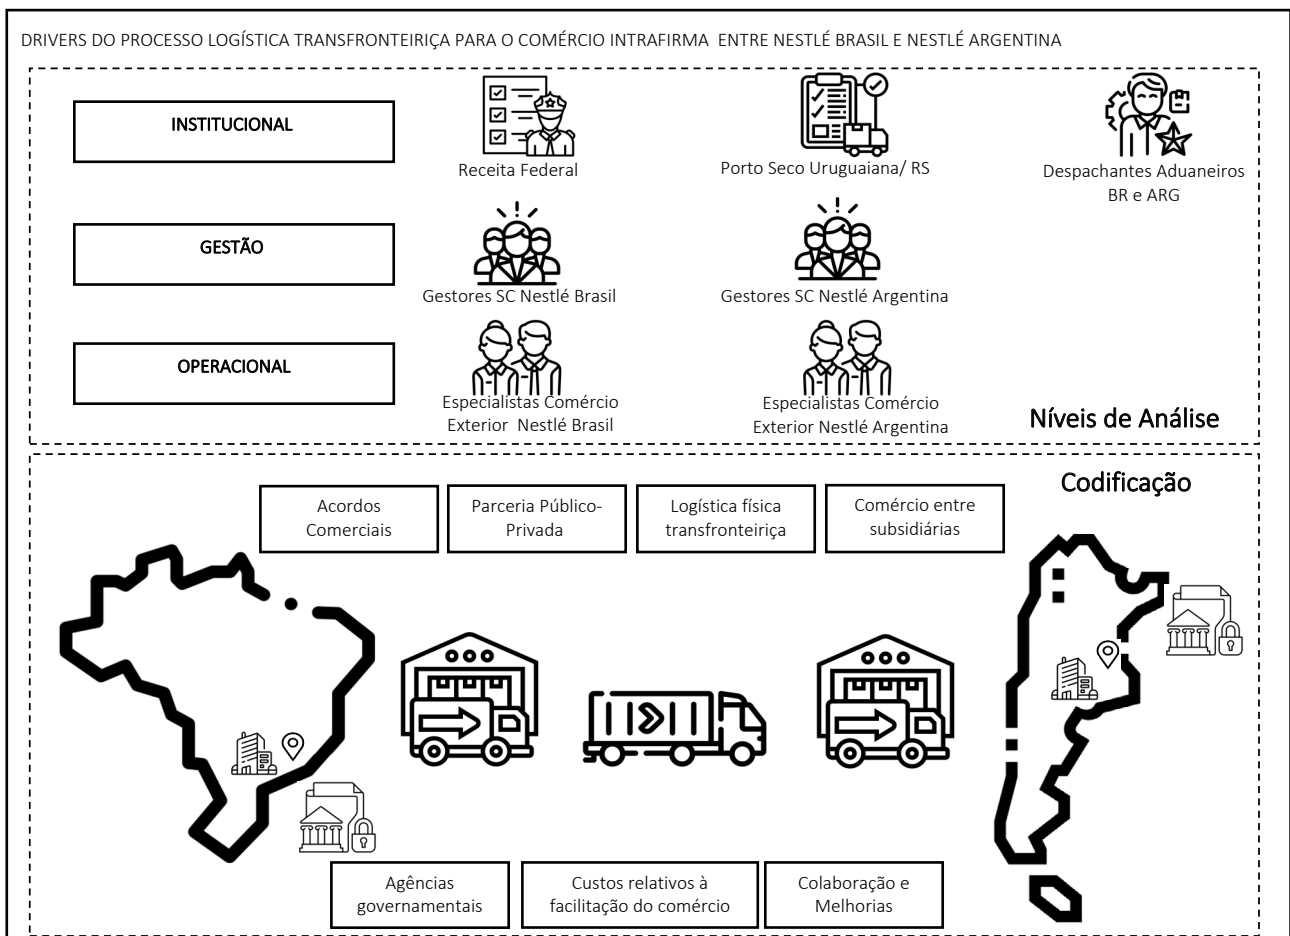 DRIVERS DO PROCESSO LOGÍSTICA TRANSFRONTEIRIÇA PARA O COMÉRCIO INTRAFIRMA ENTRE NESTLÉ BRASIL E NESTLÉ ARGENTINA
INSTITUCIONAL
Receita Federal
Porto Seco Uruguaiana/ RS
Despachantes Aduaneiros
BR e ARG
GESTÃO
Gestores SC Nestlé Brasil
Gestores SC Nestlé Argentina
OPERACIONAL
Especialistas Comércio
Exterior Nestlé Brasil
Especialistas Comércio
Exterior Nestlé Argentina
Níveis de Análise
Codificação
Acordos
Comerciais
Parceria Público-
Privada
Logística física
transfronteiriça
Comércio entre
subsidiárias
Agências
governamentais
Custos relativos à
facilitação do comércio
Colaboração e
Melhorias